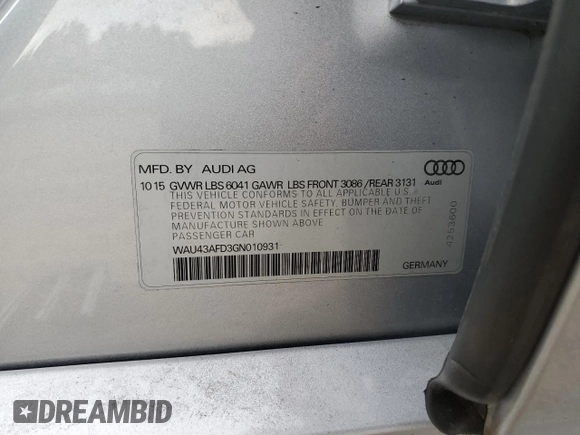 MFD. BY AUDI AG
10 15 GVWR LBS 6041 GAWR LBS FRONT 3086 / REAR 3131
Audi
THIS VEHICLE CONFORMS TO ALL APPLICABLE U.S.
FEDERAL MOTOR VEHICLE SAFETY, BUMPER AND THEFT
PREVENTION STANDARDS IN EFFECT ON THE DATE OF
MANUFACTURE SHOWN ABOVE
PASSENGER CAR
WAU43AFD3GN010931
4253600
GERMANY
DREAMBID